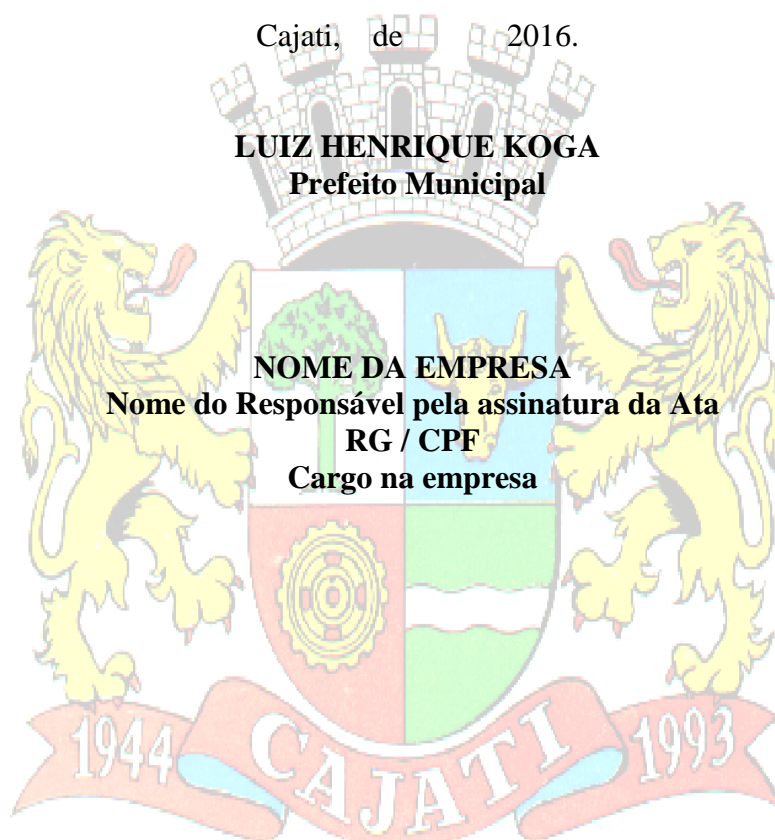 Cajati, de 2016.
LUIZ HENRIQUE KOGA
Prefeito Municipal
NOME DA EMPRESA
Nome do Responsável pela assinatura da Ata
RG / CPF
Cargo na empresa
1944 CAJATI 1993